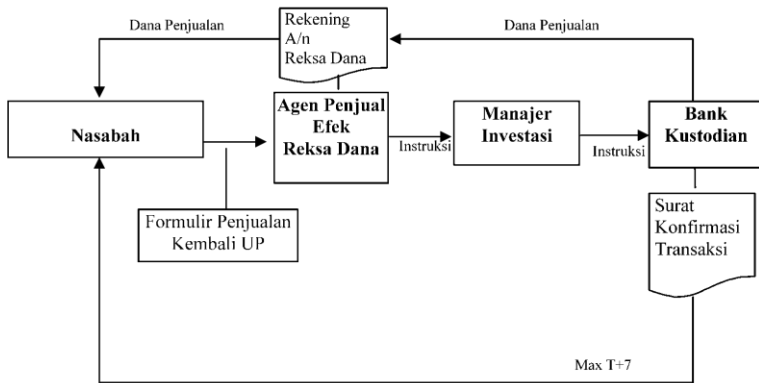 Dana Penjualan
Rekening
A/n
Reksa Dana
Dana Penjualan
Nasabah
Agen Penjual
Efek
Reksa Dana
Instruksi
Manajer
Investasi
Instruksi
Bank
Kustodian
Formulir Penjualan
Kembali UP
Surat
Konfirmasi
Transaksi
Max T+7